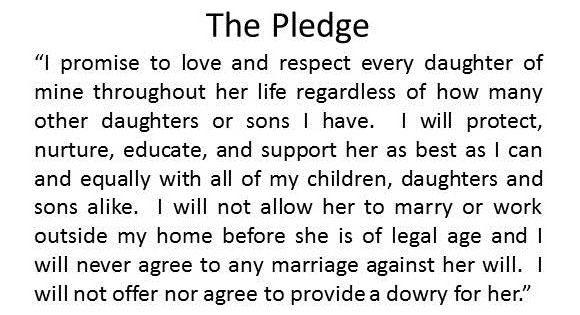 The Pledge
“I promise to love and respect every daughter of
mine throughout her life regardless of how many
other daughters or sons I have. I will protect,
nurture, educate, and support her as best as I can
and equally with all of my children, daughters and
sons alike. I will not allow her to marry or work
outside my home before she is of legal age and I
will never agree to any marriage against her will. I
will not offer nor agree to provide a dowry for her.”